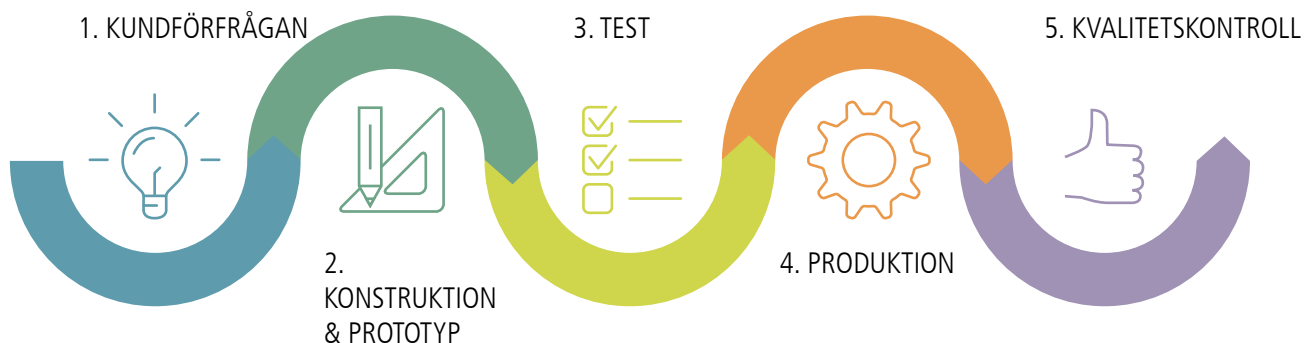 1. KUNDFÖRFRÅGAN
2.
KONSTRUKTION
& PROTOTYP
3. TEST
4. PRODUKTION
5. KVALITETSKONTROLL